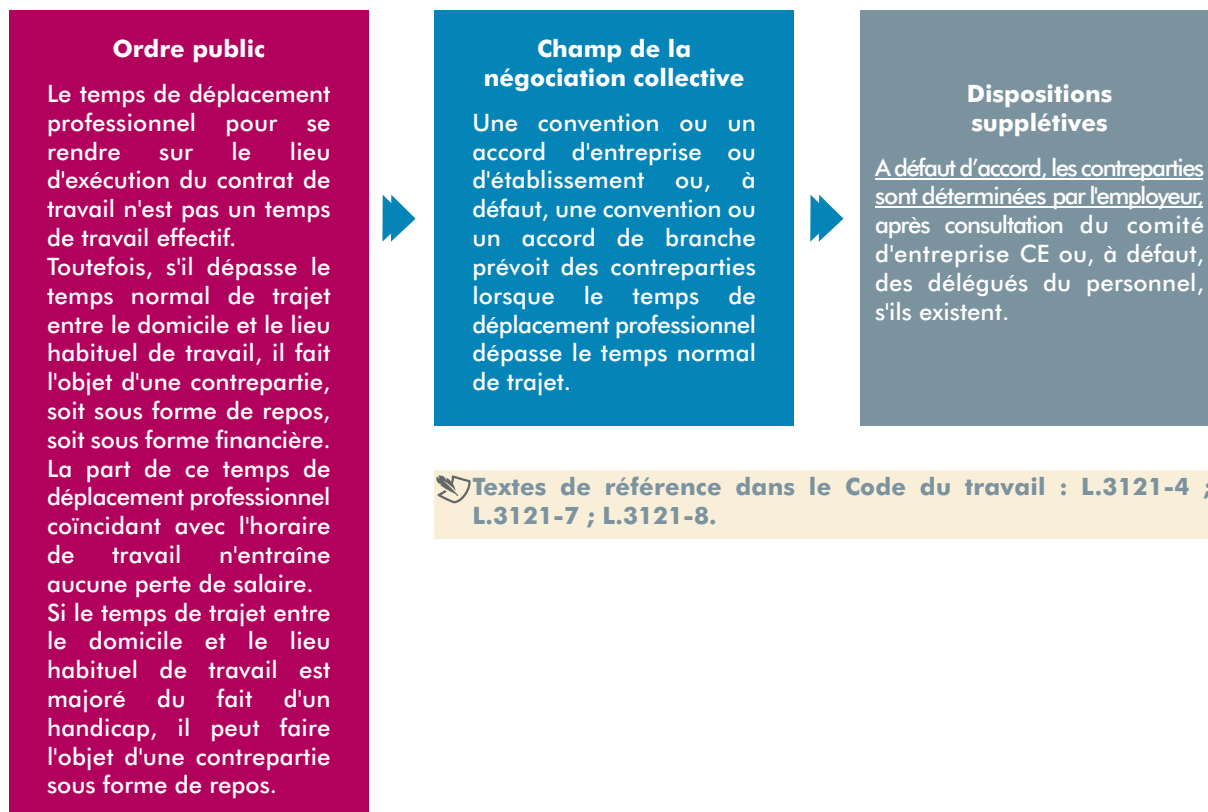 Ordre public
Le temps de déplacement
professionnel pour se
rendre sur le lieu
d'exécution du contrat de
travail n'est pas un temps
de travail effectif.
Toutefois, s'il dépasse le
temps normal de trajet
entre le domicile et le lieu
habituel de travail, il fait
l'objet d'une contrepartie,
soit sous forme de repos,
soit sous forme financière.
La part de ce temps de
déplacement professionnel
coïncidant avec l'horaire
de travail n'entraîne
aucune perte de salaire.
Si le temps de trajet entre
le domicile et le lieu
habituel de travail est
majoré du fait d'un
handicap, il peut faire
l'objet d'une contrepartie
sous forme de repos.
Champ de la
négociation collective
Une convention ou un
accord d'entreprise ou
d'établissement ou, à
défaut, une convention ou
un accord de branche
prévoit des contreparties
lorsque le temps de
déplacement professionnel
dépasse le temps normal
de trajet.
Dispositions
supplétives
A défaut d’accord, les contreparties
sont déterminées par l'employeur,
après consultation du comité
d'entreprise CE ou, à défaut,
des délégués du personnel,
s'ils existent.
Textes de référence dans le Code du travail : L.3121-4 ;
L.3121-7 ; L.3121-8.